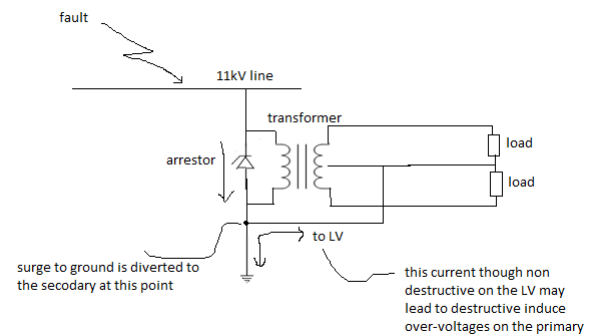 fault
11kV line
transformer
arrestor
load
load
to LV
surge to ground is diverted to
the secodary at this point
this current though non
destructive on the LV may
lead to destructive induce
over-voltages on the primary